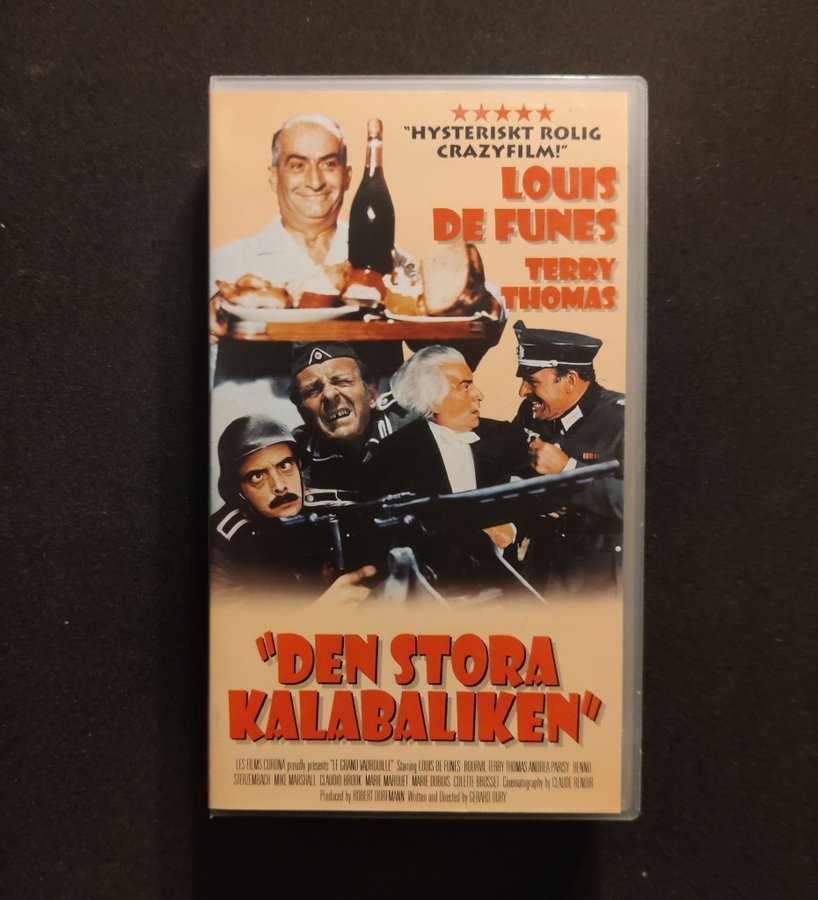 "HYSTERISKT ROLIG
CRAZYFILM!"
LOUIS
DE FUNES
TERRY
THOMAS
"DEN STORA
KALABALIKEN"
LES FILMS CORONA proudly presents "LE GRAND VADROUILLE" Starring LOUIS DE FUNES BOURVIL TERRY THOMAS ANDREA PARISY BENNO
STERZEMBACH MIKE MARSHALL CLAUDIO BROOK MARIE MARQUET MARIE DUBOIS COLETTE BROSSET Cinematography by CLAUDE RENOIR
Produced by ROBERT DORFMANN Written and Directed by GERARD OURY